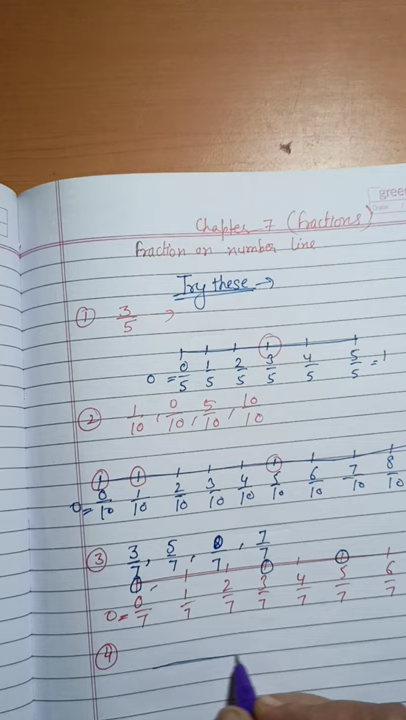 gree
Date
Chapter 7 (fractions)
fraction on number line
Try these →
① 3/5 →
0 = 0/5 1/5 2/5 3/5 4/5 5/5 = 1
② 1/10, 0/10, 5/10, 10/10
0 = 0/10 1/10 2/10 3/10 4/10 5/10 6/10 7/10 8/10
③ 3/7, 5/7, 0/7, 7/7
0 = 0/7 1/7 2/7 3/7 4/7 5/7 6/7
④